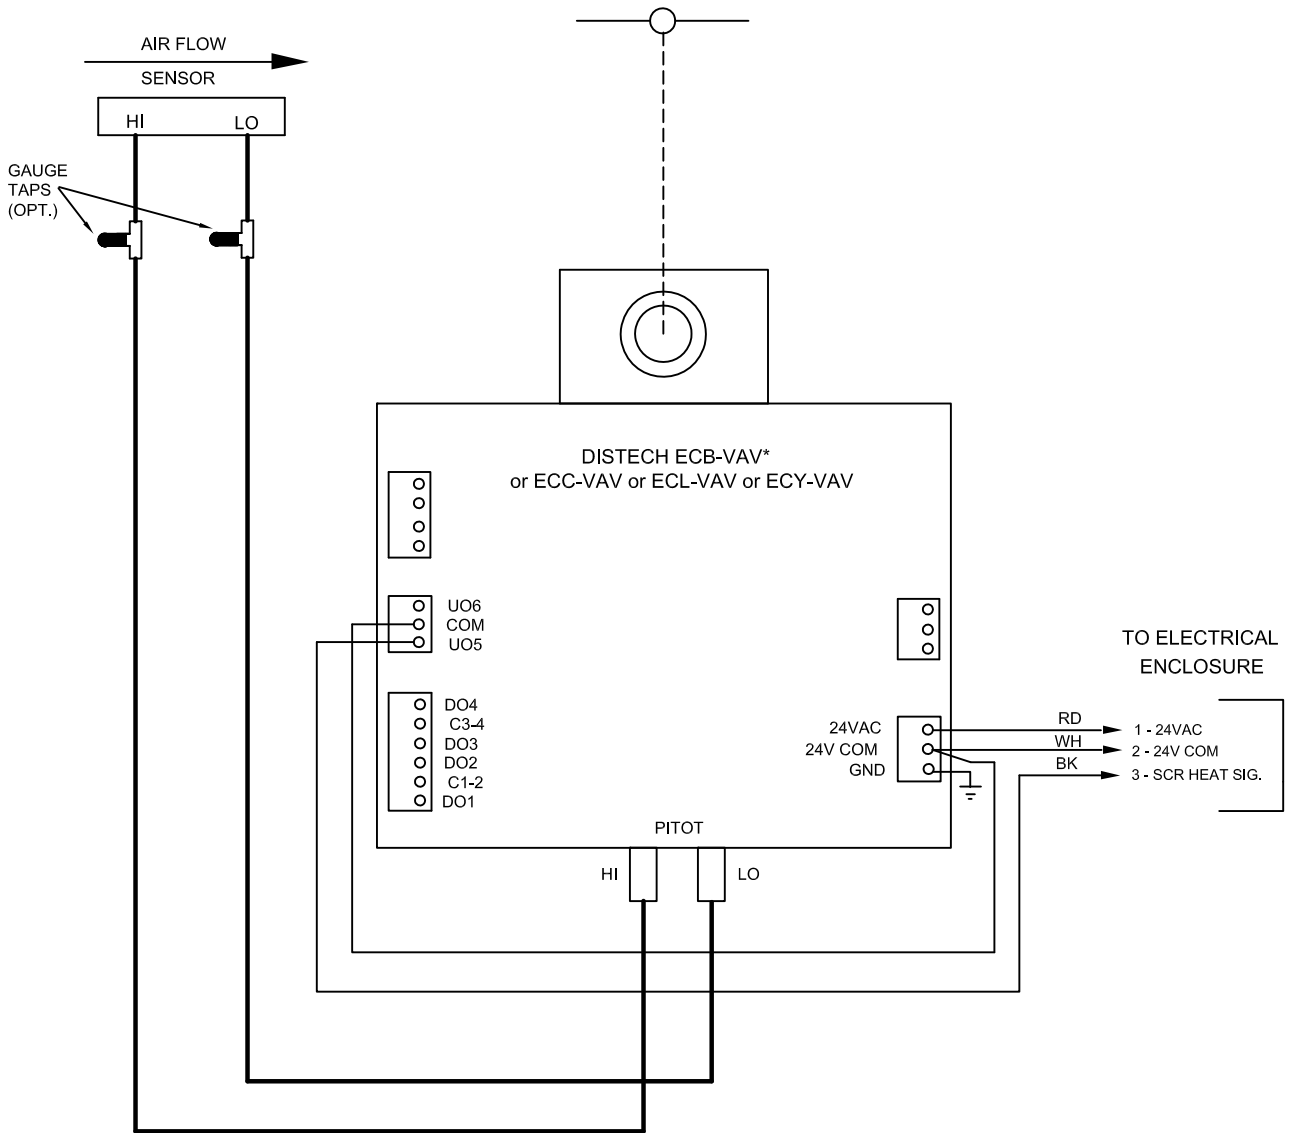 AIR FLOW
SENSOR
HI
LO
GAUGE
TAPS
(OPT.)
DISTECH ECB-VAV*
or ECC-VAV or ECL-VAV or ECY-VAV
UO6
COM
UO5
DO4
C3-4
DO3
DO2
C1-2
DO1
24VAC
24V COM
GND
TO ELECTRICAL
ENCLOSURE
RD
WH
BK
1 - 24VAC
2 - 24V COM
3 - SCR HEAT SIG.
PITOT
HI
LO